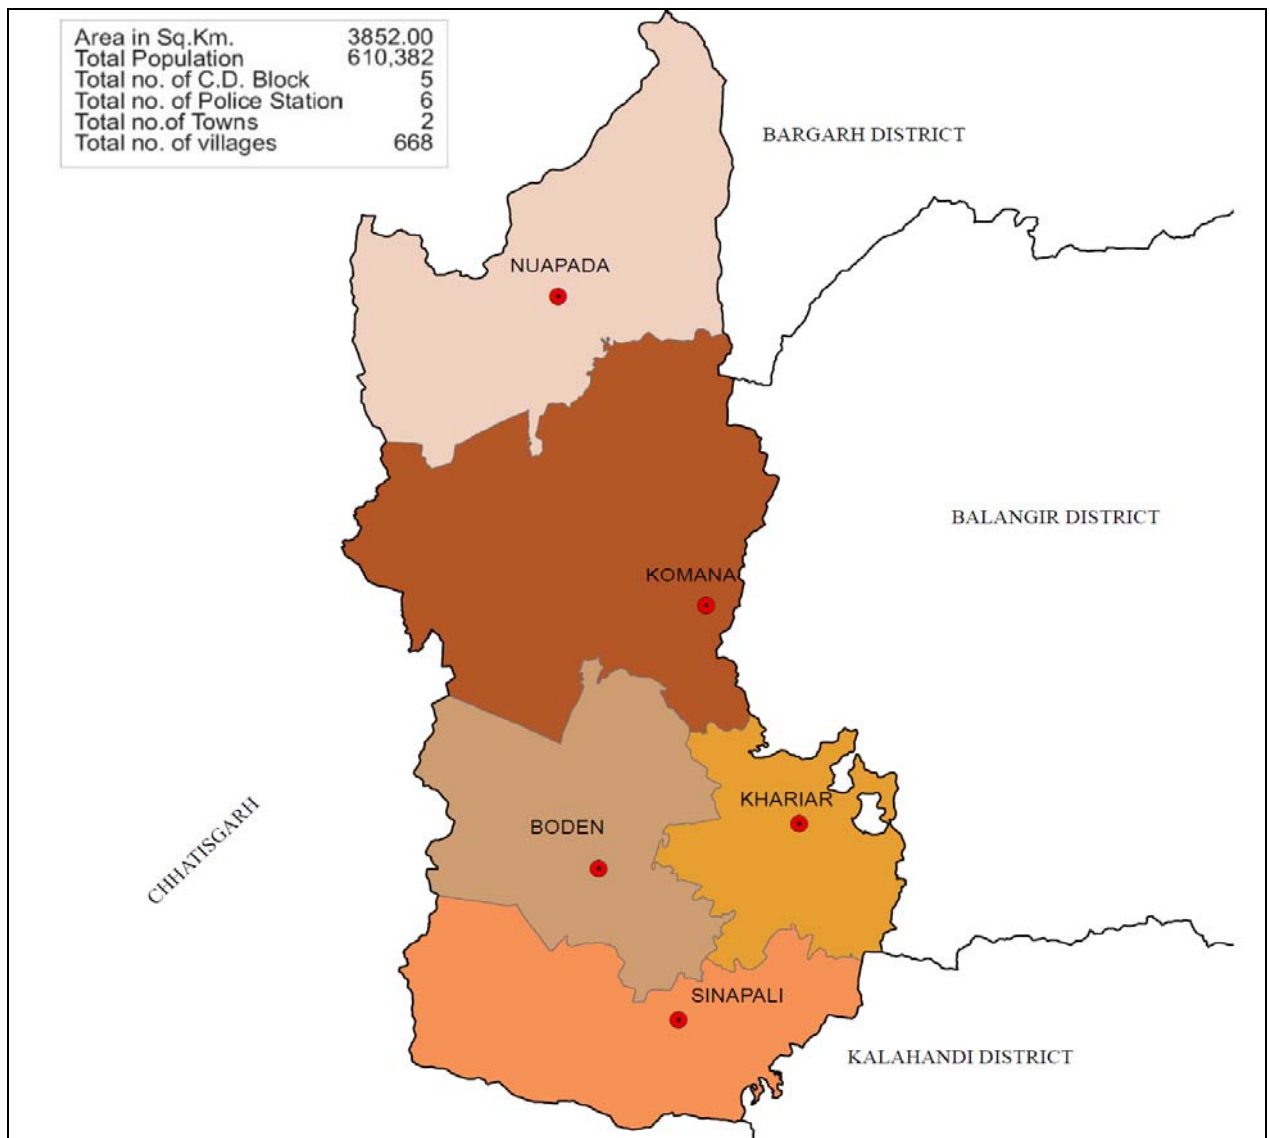 Area in Sq.Km. 3852.00
Total Population 610,382
Total no. of C.D. Block 5
Total no. of Police Station 6
Total no.of Towns 2
Total no. of villages 668
BARGARH DISTRICT
NUAPADA
BALANGIR DISTRICT
KOMANA
KHARIAR
BODEN
CHHATISGARH
SINAPALI
KALAHANDI DISTRICT